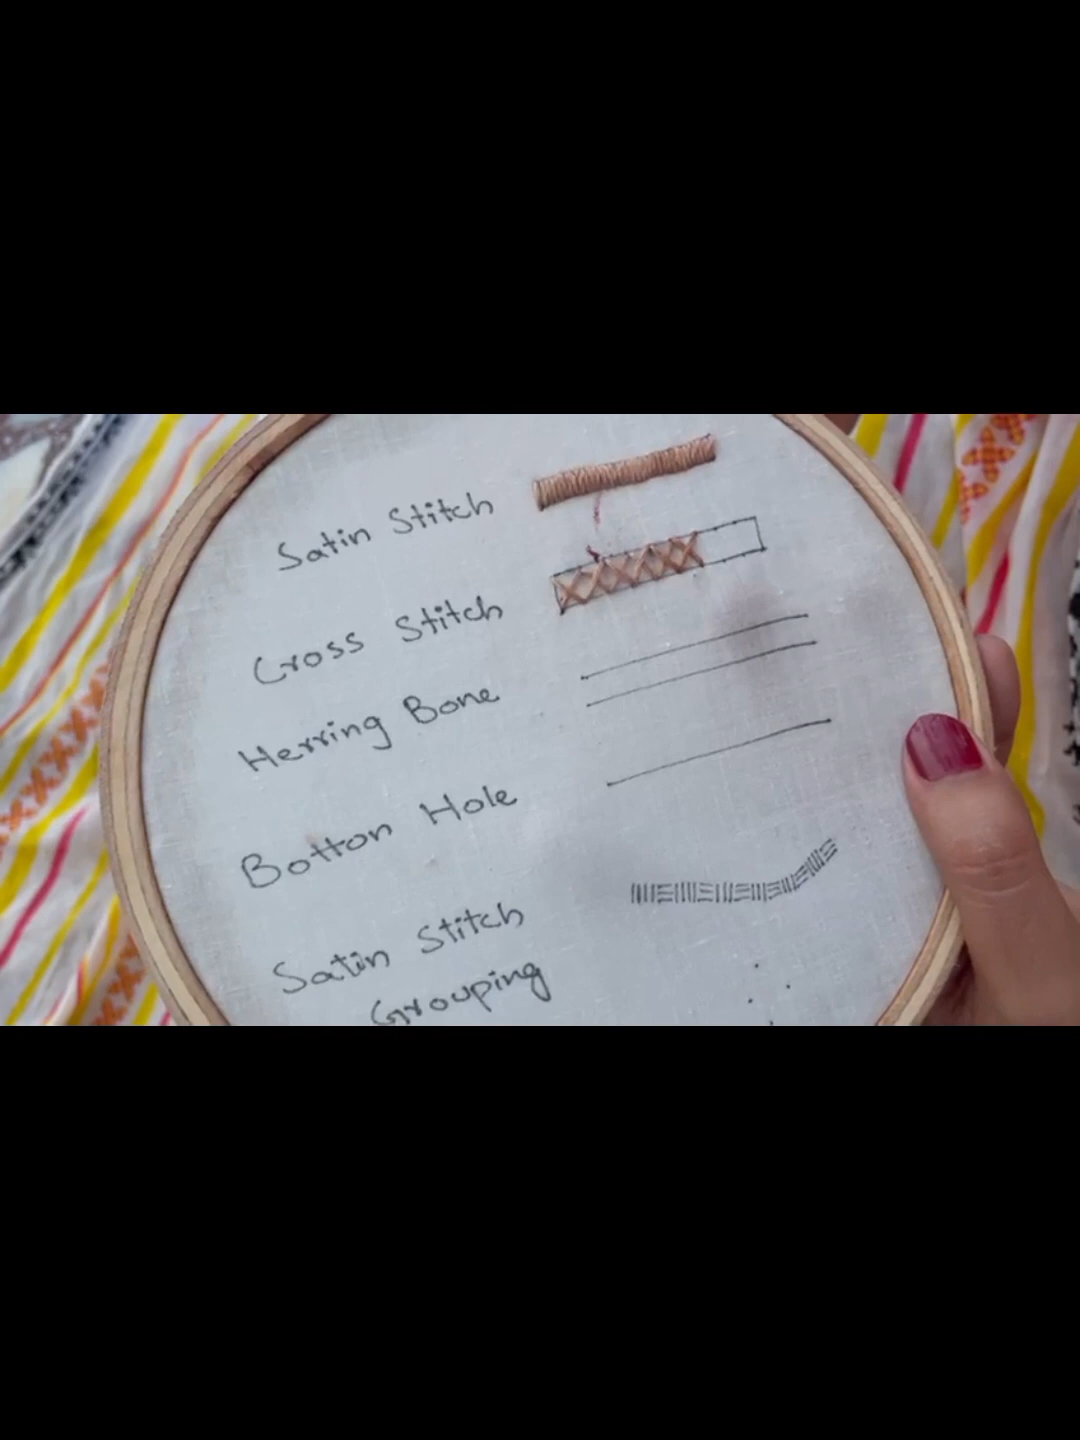 Satin Stitch
Cross Stitch
Herring Bone
Botton Hole
Satin Stitch
Grouping